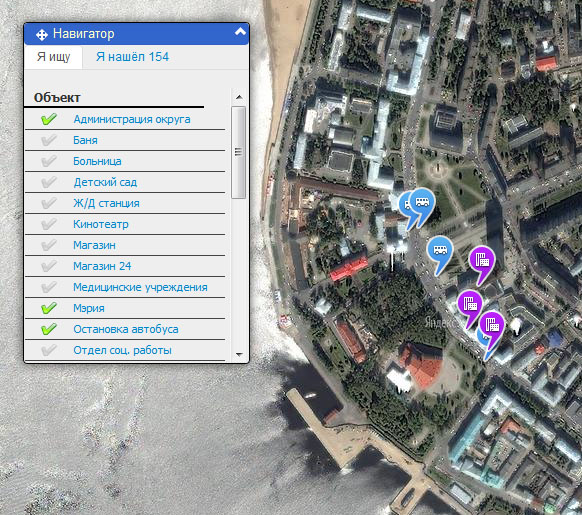 Навигатор
Я ищу
Я нашёл 154
Объект
Администрация округа
Баня
Больница
Детский сад
Ж/Д станция
Кинотеатр
Магазин
Магазин 24
Медицинские учреждения
Мэрия
Остановка автобуса
Отдел соц. работы